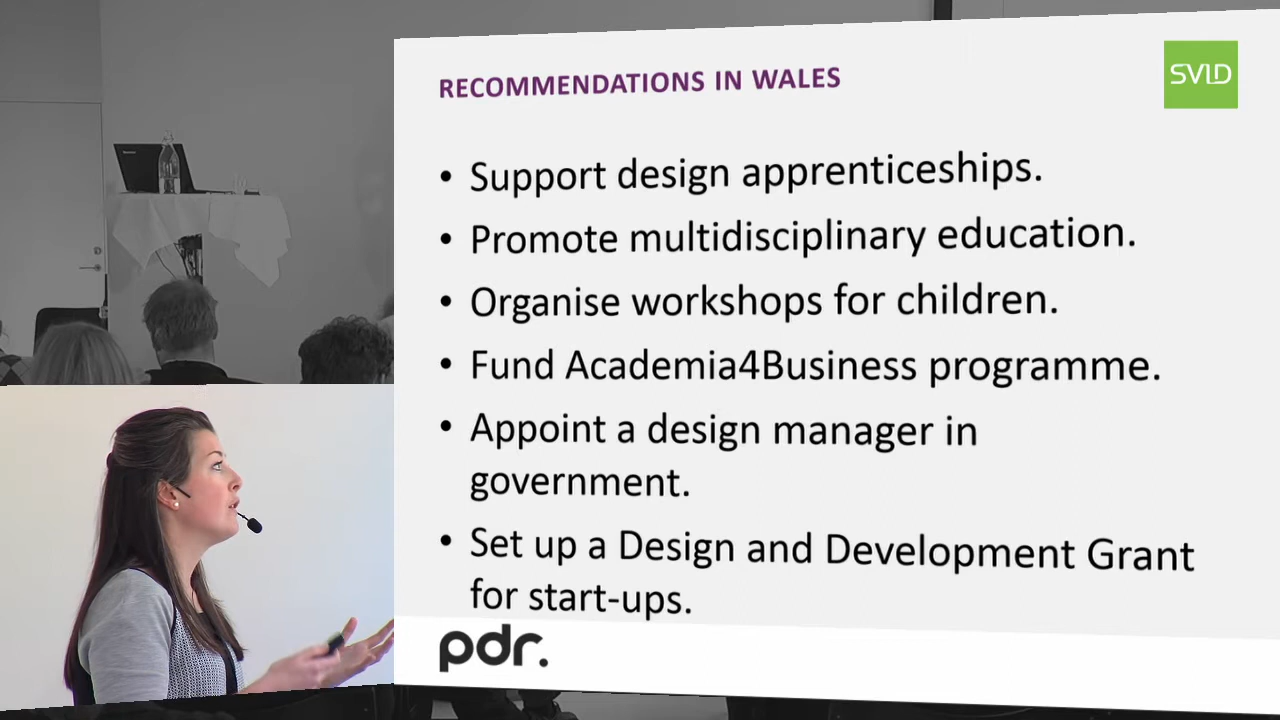 RECOMMENDATIONS IN WALES
SVID
• Support design apprenticeships.
• Promote multidisciplinary education.
• Organise workshops for children.
• Fund Academia4Business programme.
• Appoint a design manager in
government.
• Set up a Design and Development Grant
for start-ups.
pdr.